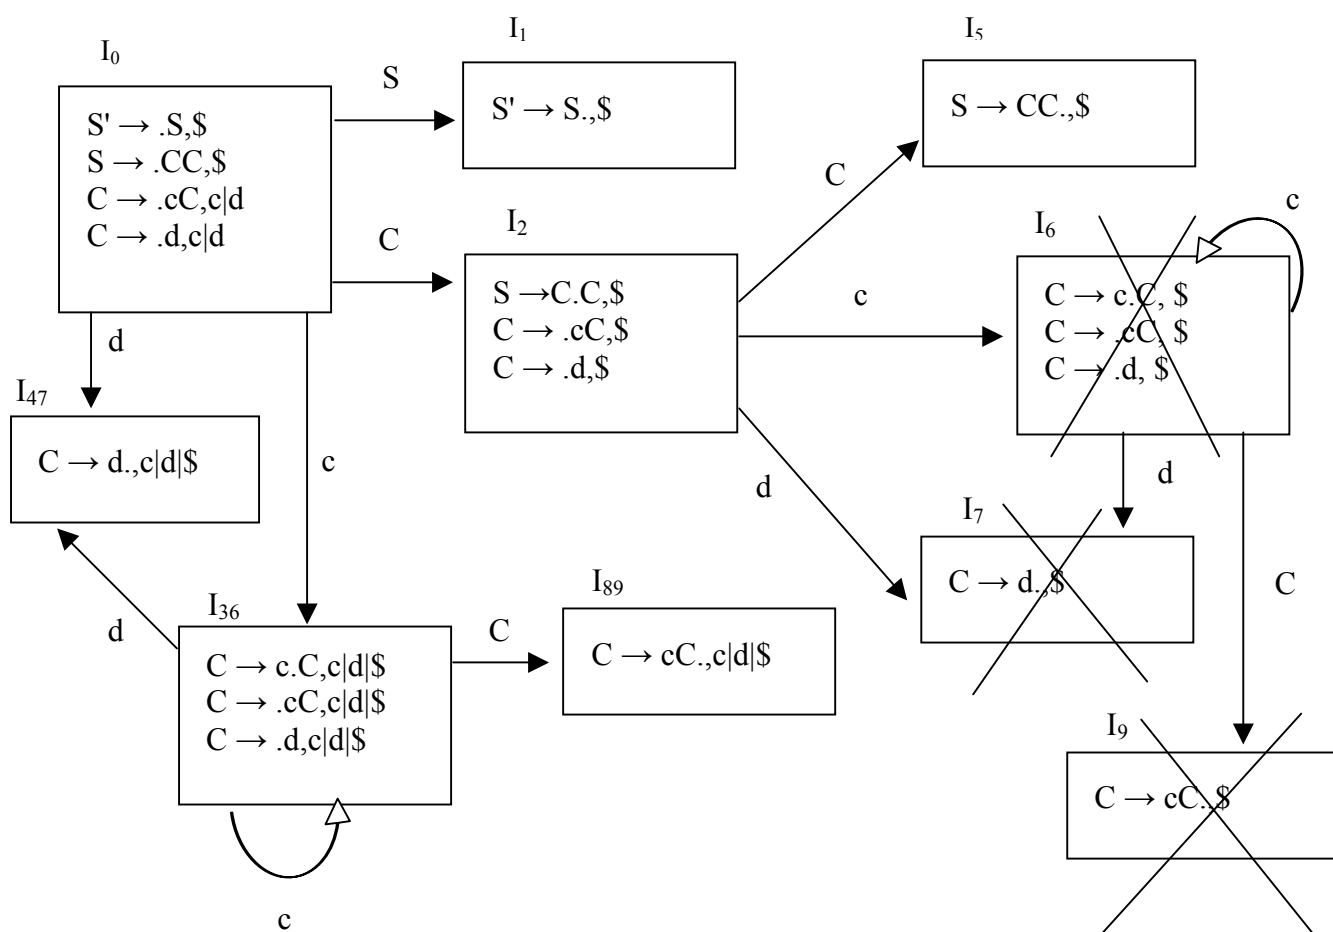 I₀
S' → .S,$
S → .CC,$
C → .cC,c|d
C → .d,c|d
S
I₁
S' → S.,$
I₅
S → CC.,$
C
I₂
S →C.C,$
C → .cC,$
C → .d,$
C
c
d
I₆
C → c.C, $
C → .cC, $
C → .d, $
c
d
C
I₇
C → d.,$
I₉
C → cC.,$
d
c
I₄₇
C → d.,c|d|$
d
I₃₆
C → c.C,c|d|$
C → .cC,c|d|$
C → .d,c|d|$
c
C
I₈₉
C → cC.,c|d|$